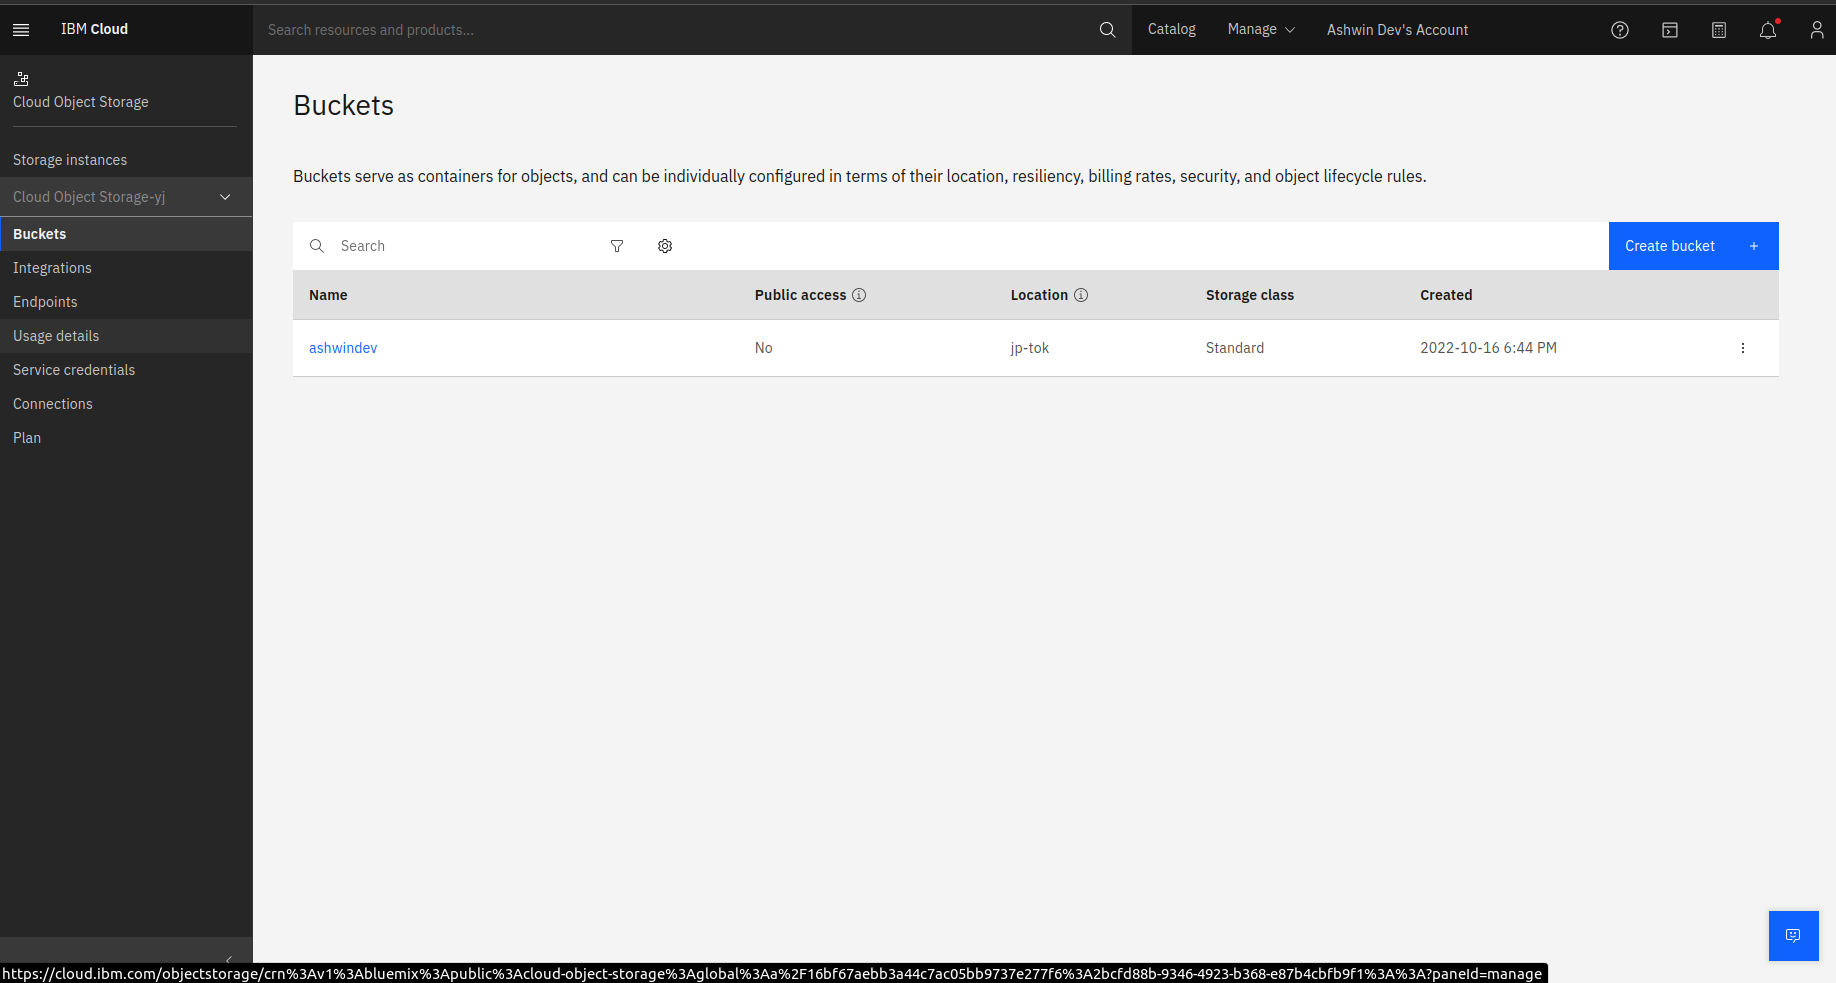 IBM Cloud
Search resources and products...
Catalog
Manage
Ashwin Dev's Account
Cloud Object Storage
Storage instances
Cloud Object Storage-yj
Buckets
Integrations
Endpoints
Usage details
Service credentials
Connections
Plan
Buckets
Buckets serve as containers for objects, and can be individually configured in terms of their location, resiliency, billing rates, security, and object lifecycle rules.
Search
Create bucket +
Name Public access Location Storage class Created
ashwindev No jp-tok Standard 2022-10-16 6:44 PM
https://cloud.ibm.com/objectstorage/crn%3Av1%3Abluemix%3Apublic%3Acloud-object-storage%3Aglobal%3Aa%2F16bf67aebb3a44c7ac05bb9737e277f6%3A2bcfd88b-9346-4923-b368-e87b4cbfb9f1%3A%3A?paneId=manage